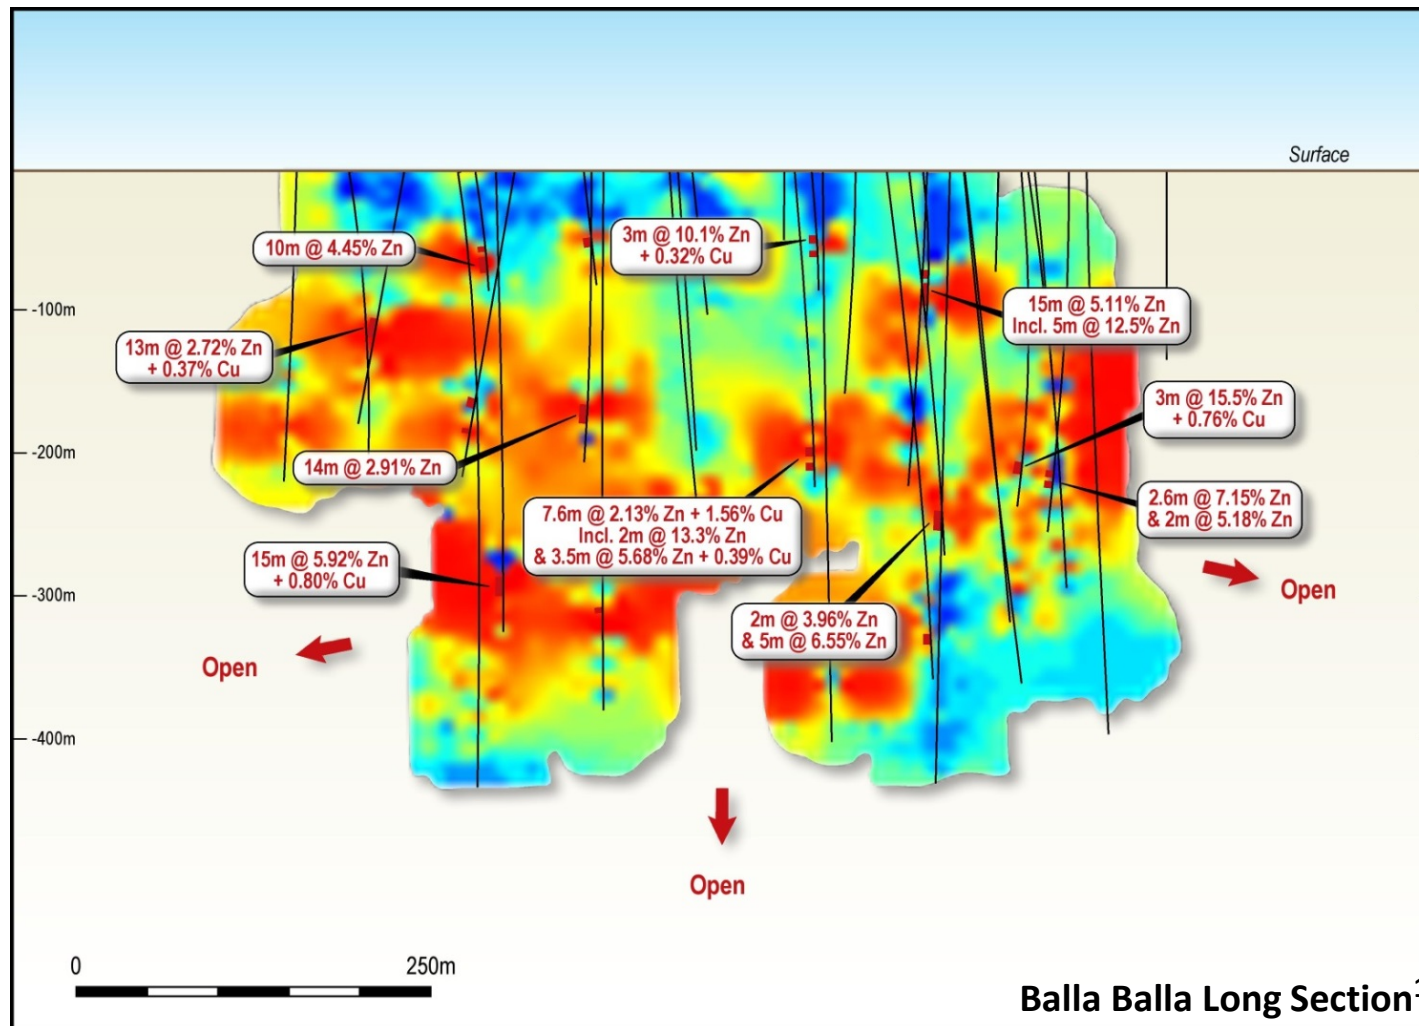 Surface
10m @ 4.45% Zn
3m @ 10.1% Zn
+ 0.32% Cu
-100m
15m @ 5.11% Zn
Incl. 5m @ 12.5% Zn
13m @ 2.72% Zn
+ 0.37% Cu
3m @ 15.5% Zn
+ 0.76% Cu
-200m
14m @ 2.91% Zn
7.6m @ 2.13% Zn + 1.56% Cu
Incl. 2m @ 13.3% Zn
& 3.5m @ 5.68% Zn + 0.39% Cu
2.6m @ 7.15% Zn
& 2m @ 5.18% Zn
15m @ 5.92% Zn
+ 0.80% Cu
-300m
Open
2m @ 3.96% Zn
& 5m @ 6.55% Zn
Open
-400m
Open
0 250m
Balla Balla Long Section¹